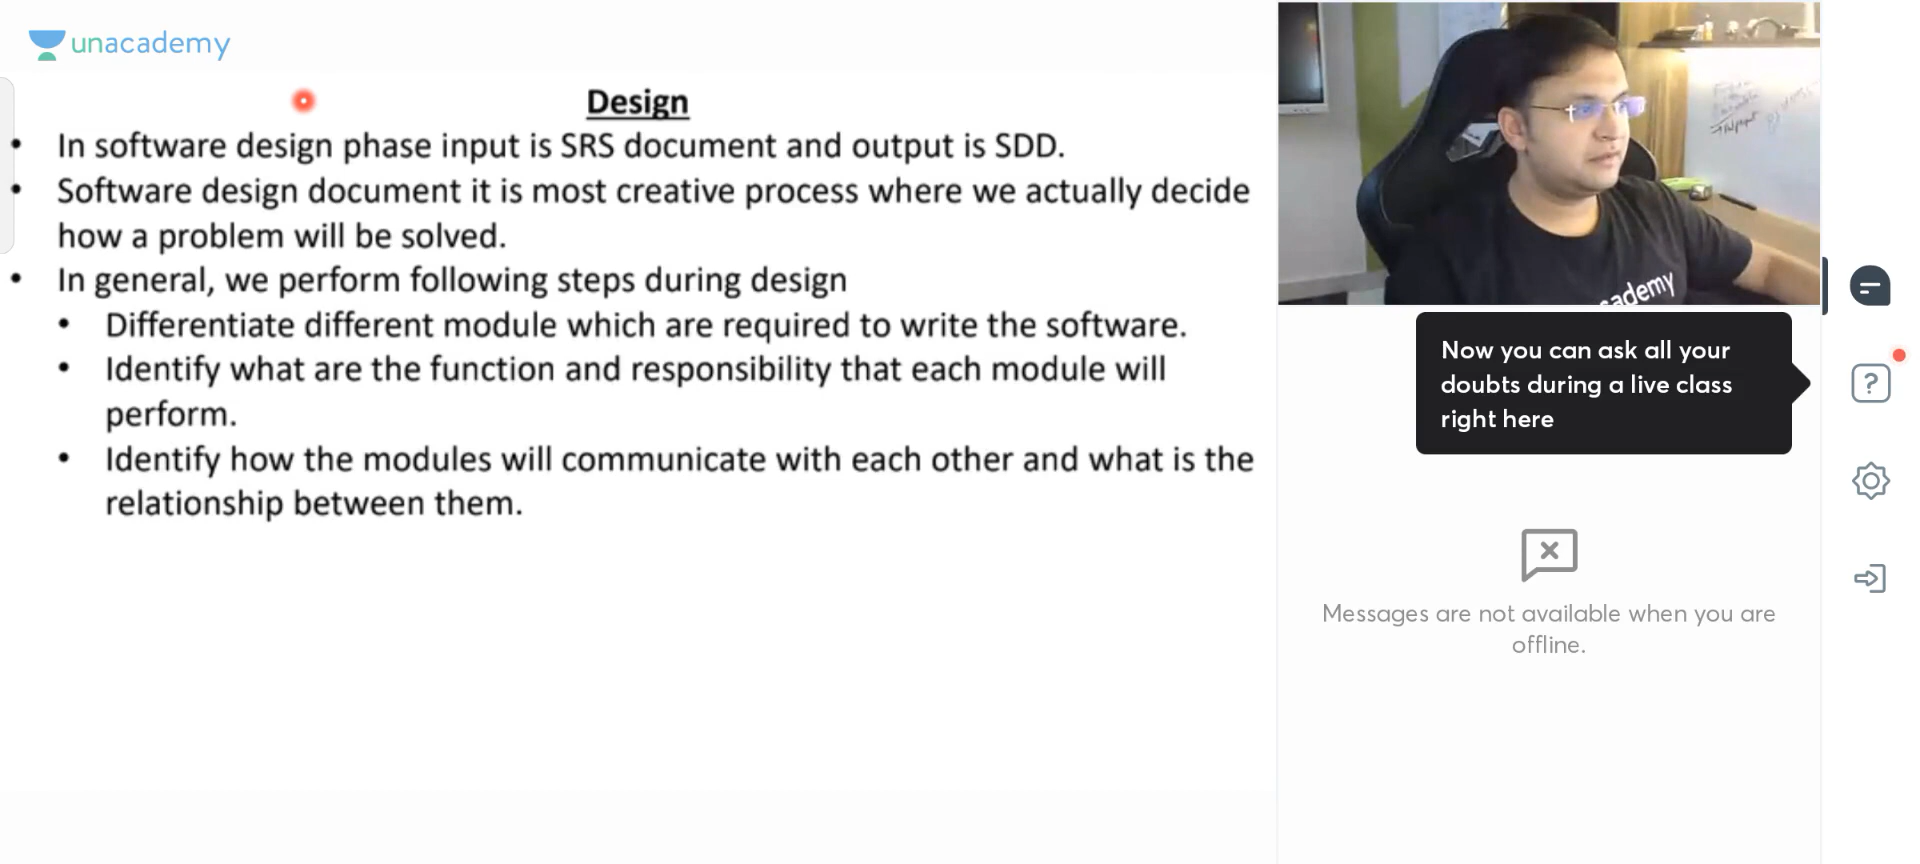 unacademy
Design
• In software design phase input is SRS document and output is SDD.
• Software design document it is most creative process where we actually decide
how a problem will be solved.
• In general, we perform following steps during design
• Differentiate different module which are required to write the software.
• Identify what are the function and responsibility that each module will
perform.
• Identify how the modules will communicate with each other and what is the
relationship between them.
ademy
Now you can ask all your
doubts during a live class
right here
?
Messages are not available when you are
offline.